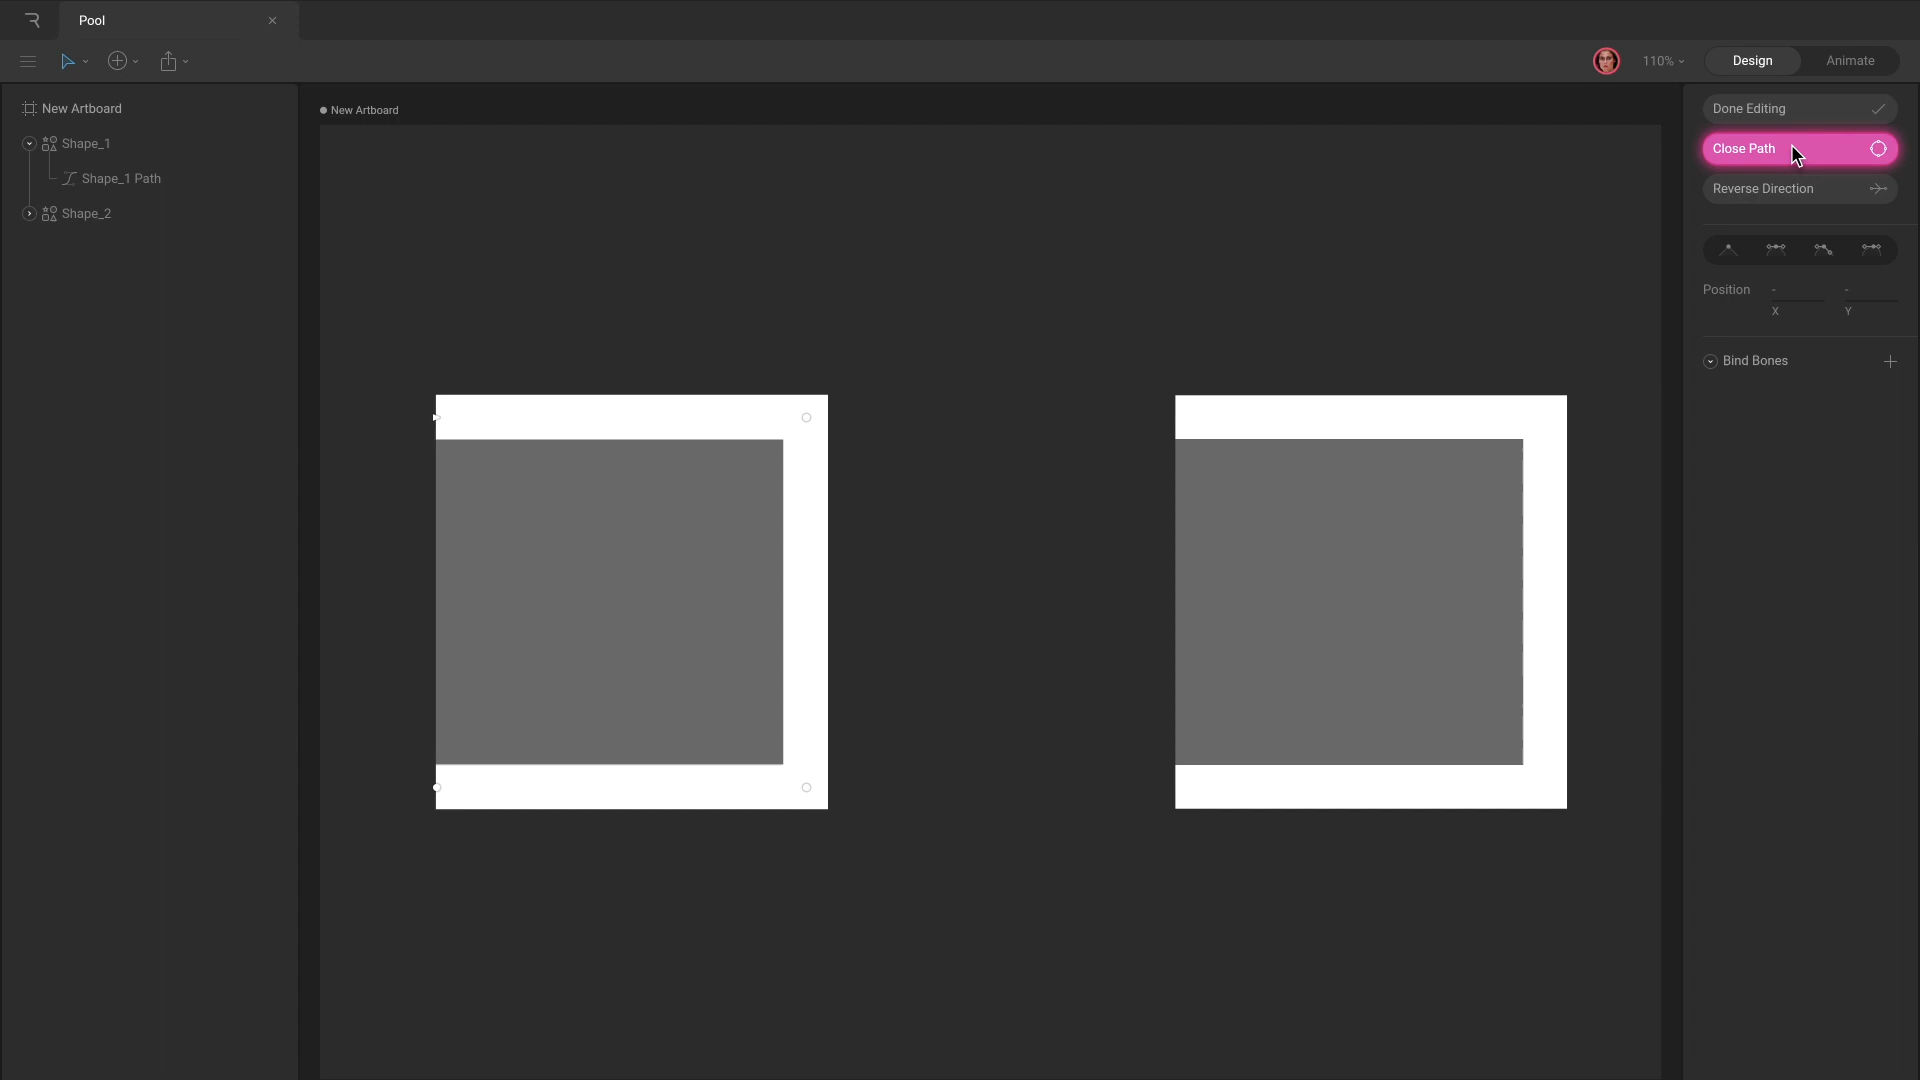 Pool
110%
Design
Animate
New Artboard
Shape_1
Shape_1 Path
Shape_2
New Artboard
Done Editing
Close Path
Reverse Direction
Position
-
-
X
Y
Bind Bones